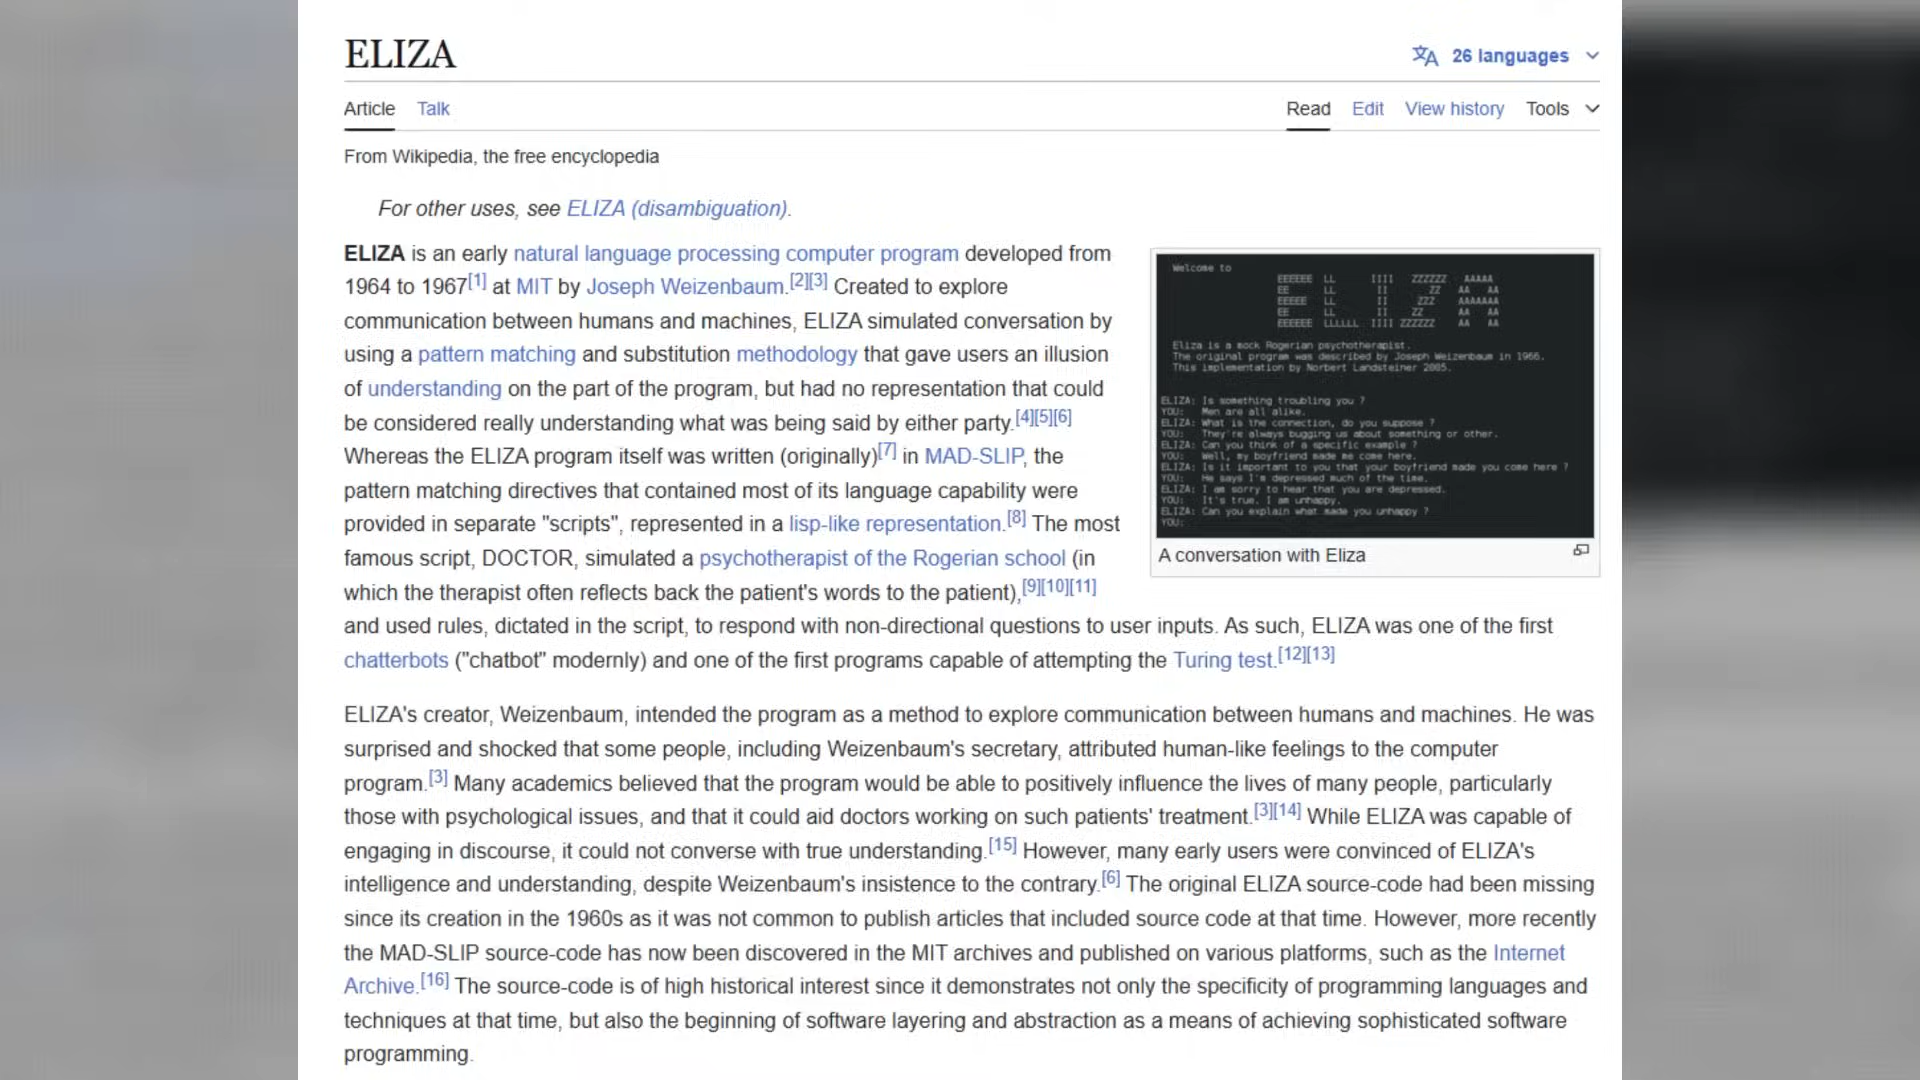 ELIZA
26 languages
Article Talk
Read Edit View history Tools
From Wikipedia, the free encyclopedia
For other uses, see ELIZA (disambiguation).
ELIZA is an early natural language processing computer program developed from
1964 to 1967[1] at MIT by Joseph Weizenbaum.[2][3] Created to explore
communication between humans and machines, ELIZA simulated conversation by
using a pattern matching and substitution methodology that gave users an illusion
of understanding on the part of the program, but had no representation that could
be considered really understanding what was being said by either party.[4][5][6]
Whereas the ELIZA program itself was written (originally)[7] in MAD-SLIP, the
pattern matching directives that contained most of its language capability were
provided in separate "scripts", represented in a lisp-like representation.[8] The most
famous script, DOCTOR, simulated a psychotherapist of the Rogerian school (in
which the therapist often reflects back the patient's words to the patient),[9][10][11]
and used rules, dictated in the script, to respond with non-directional questions to user inputs. As such, ELIZA was one of the first
chatterbots ("chatbot" modernly) and one of the first programs capable of attempting the Turing test.[12][13]
Welcome to
ELIZA
Eliza is a mock Rogerian psychotherapist.
The original program was described by Joseph Weizenbaum in 1966.
This implementation by Norbert Landsteiner 2005.
ELIZA: Is something troubling you ?
YOU: Men are all alike.
ELIZA: What is the connection, do you suppose ?
YOU: They're always bugging us about something or other.
ELIZA: Can you think of a specific example ?
YOU: Well, my boyfriend made me come here.
ELIZA: Is it important to you that your boyfriend made you come here ?
YOU: He says I'm depressed much of the time.
ELIZA: I am sorry to hear that you are depressed.
YOU: It's true. I am unhappy.
ELIZA: Can you explain what made you unhappy ?
YOU:
A conversation with Eliza
ELIZA's creator, Weizenbaum, intended the program as a method to explore communication between humans and machines. He was
surprised and shocked that some people, including Weizenbaum's secretary, attributed human-like feelings to the computer
program.[3] Many academics believed that the program would be able to positively influence the lives of many people, particularly
those with psychological issues, and that it could aid doctors working on such patients' treatment.[3][14] While ELIZA was capable of
engaging in discourse, it could not converse with true understanding.[15] However, many early users were convinced of ELIZA's
intelligence and understanding, despite Weizenbaum's insistence to the contrary.[6] The original ELIZA source-code had been missing
since its creation in the 1960s as it was not common to publish articles that included source code at that time. However, more recently
the MAD-SLIP source-code has now been discovered in the MIT archives and published on various platforms, such as the Internet
Archive.[16] The source-code is of high historical interest since it demonstrates not only the specificity of programming languages and
techniques at that time, but also the beginning of software layering and abstraction as a means of achieving sophisticated software
programming.